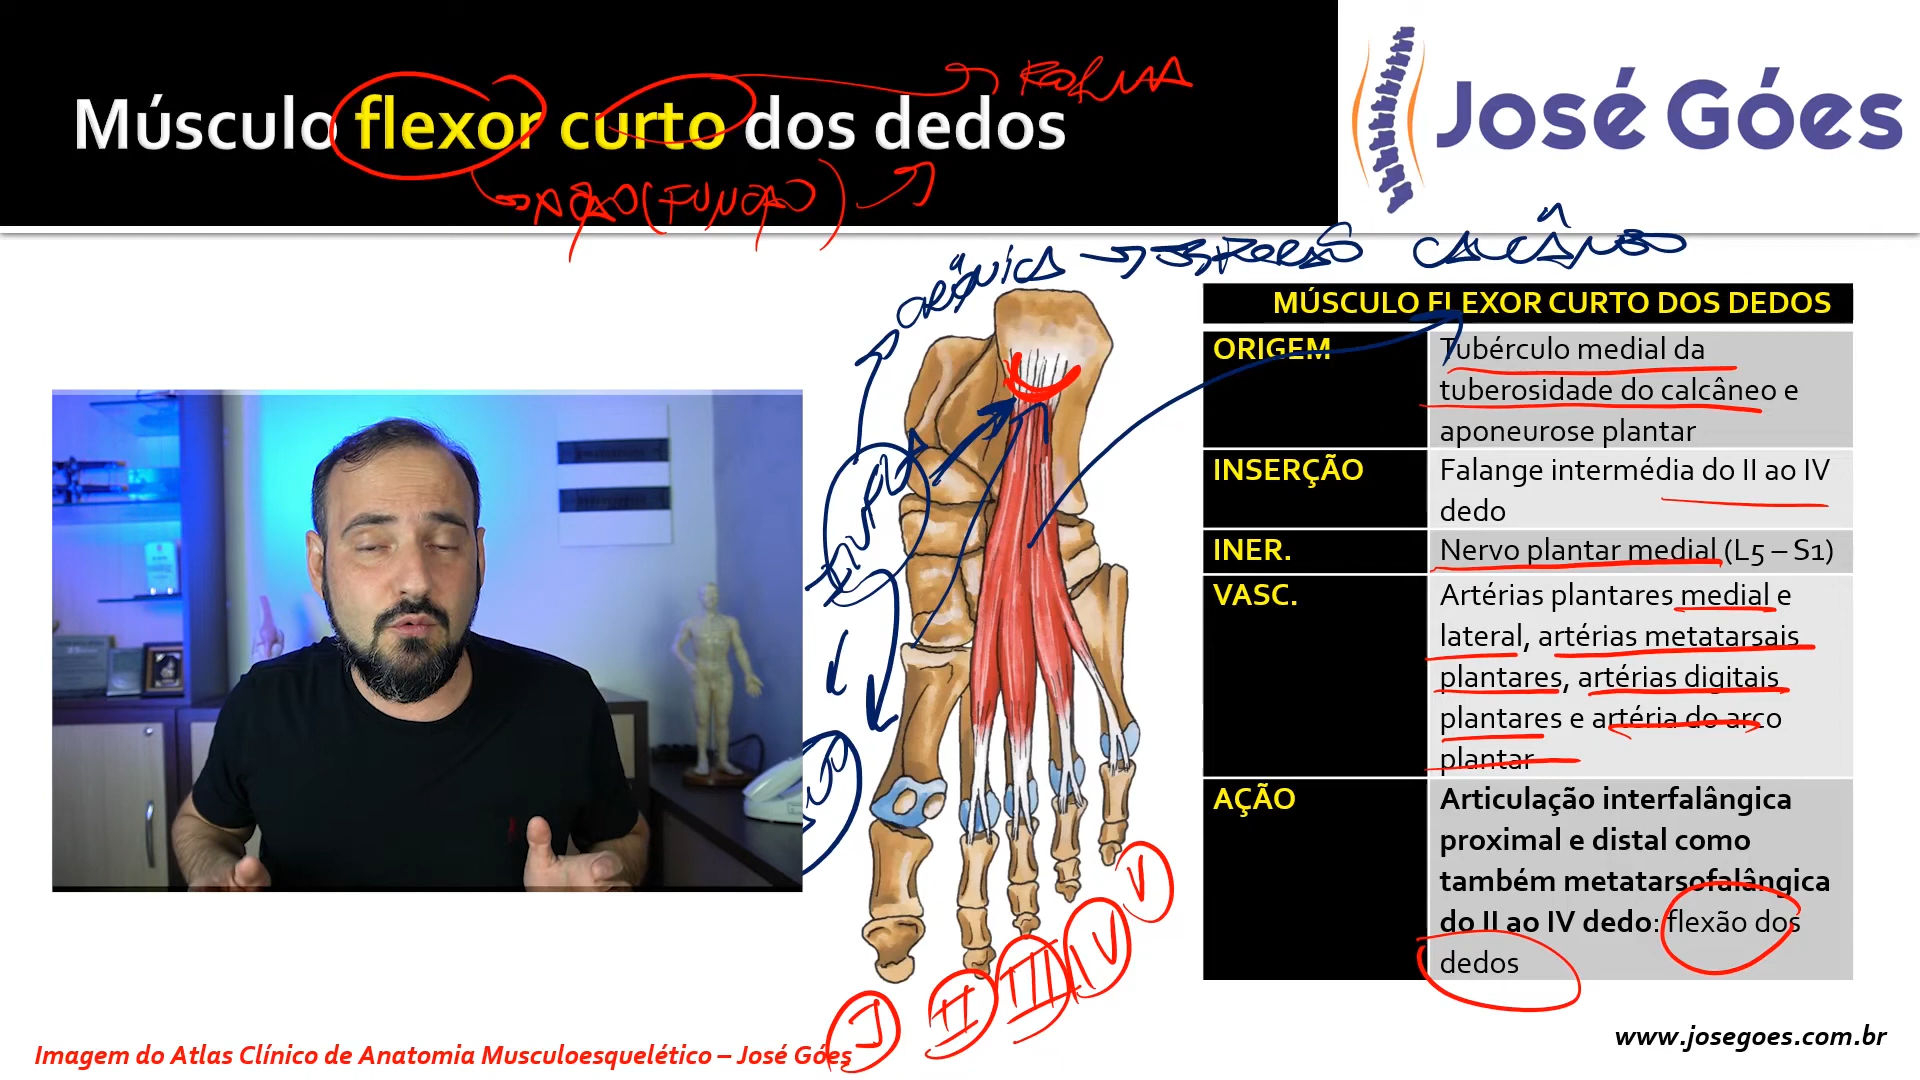 Músculo flexor curto dos dedos
FORMA
AÇÃO (FUNÇÃO)
José Góes
CALCÂNEO
MÚSCULO FLEXOR CURTO DOS DEDOS
ORIGEM
Tubérculo medial da
tuberosidade do calcâneo e
aponeurose plantar
INSERÇÃO
Falange intermédia do II ao IV
dedo
INER.
Nervo plantar medial (L5 – S1)
VASC.
Artérias plantares medial e
lateral, artérias metatarsais
plantares, artérias digitais
plantares e artéria do arco
plantar
AÇÃO
Articulação interfalângica
proximal e distal como
também metatarsofalângica
do II ao IV dedo: flexão dos
dedos
I II III IV V
Imagem do Atlas Clínico de Anatomia Musculoesquelético – José Góes
www.josegoes.com.br